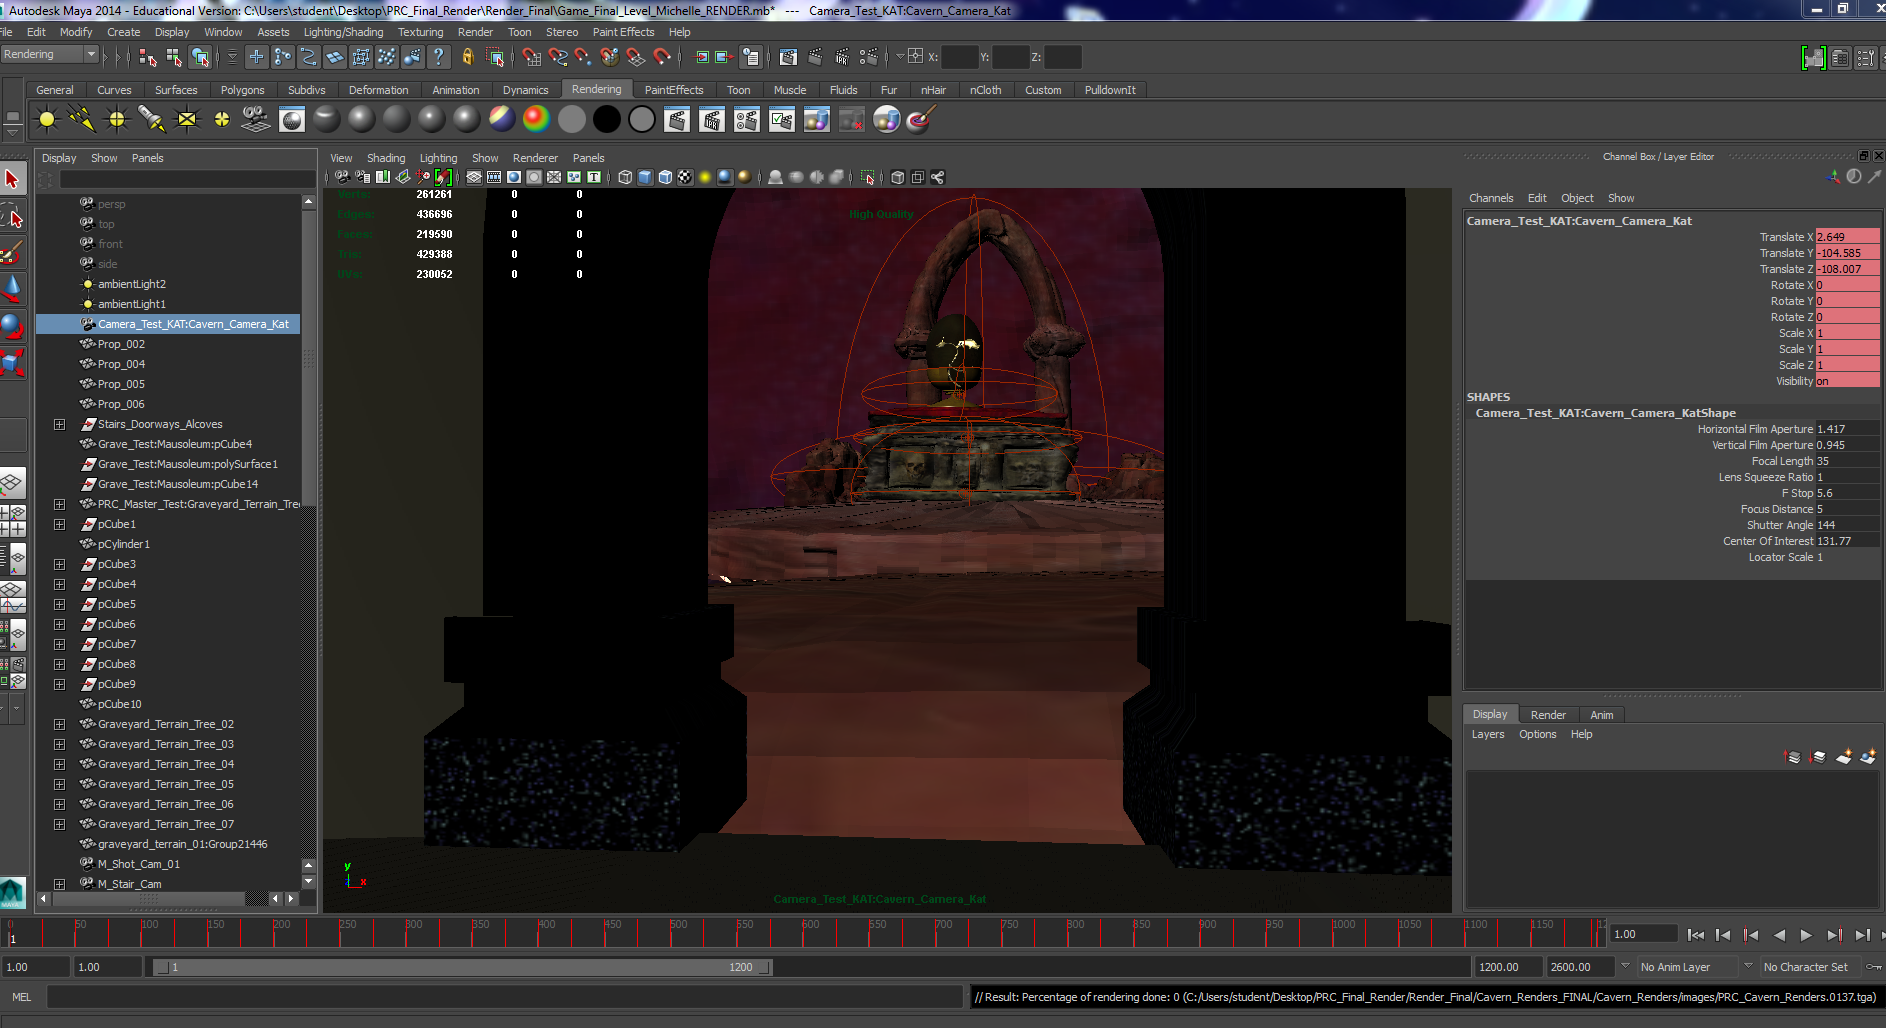 Autodesk Maya 2014 - Educational Version: C:\Users\student\Desktop\PRC_Final_Render\Render_Final\Game_Final_Level_Michelle_RENDER.mb* --- Camera_Test_KAT:Cavern_Camera_Kat
File Edit Modify Create Display Window Assets Lighting/Shading Texturing Render Toon Stereo Paint Effects Help
Rendering X: Y: Z:
General Curves Surfaces Polygons Subdivs Deformation Animation Dynamics Rendering PaintEffects Toon Muscle Fluids Fur nHair nCloth Custom PulldownIt
Display Show Panels
persp
top
front
side
ambientLight2
ambientLight1
Camera_Test_KAT:Cavern_Camera_Kat
Prop_002
Prop_004
Prop_005
Prop_006
Stairs_Doorways_Alcoves
Grave_Test:Mausoleum:pCube4
Grave_Test:Mausoleum:polySurface1
Grave_Test:Mausoleum:pCube14
PRC_Master_Test:Graveyard_Terrain_Tre
pCube1
pCylinder1
pCube3
pCube4
pCube5
pCube6
pCube7
pCube8
pCube9
pCube10
Graveyard_Terrain_Tree_02
Graveyard_Terrain_Tree_03
Graveyard_Terrain_Tree_04
Graveyard_Terrain_Tree_05
Graveyard_Terrain_Tree_06
Graveyard_Terrain_Tree_07
graveyard_terrain_01:Group21446
M_Shot_Cam_01
M_Stair_Cam
View Shading Lighting Show Renderer Panels
Verts: 261261 0 0
Edges: 436696 0 0
Faces: 219590 0 0
Tris: 429388 0 0
UVs: 230052 0 0
High Quality
y
x
Camera_Test_KAT:Cavern_Camera_Kat
Channel Box / Layer Editor
Channels Edit Object Show
Camera_Test_KAT:Cavern_Camera_Kat
Translate X 2.649
Translate Y -104.585
Translate Z -108.007
Rotate X 0
Rotate Y 0
Rotate Z 0
Scale X 1
Scale Y 1
Scale Z 1
Visibility on
SHAPES
Camera_Test_KAT:Cavern_Camera_KatShape
Horizontal Film Aperture 1.417
Vertical Film Aperture 0.945
Focal Length 35
Lens Squeeze Ratio 1
F Stop 5.6
Focus Distance 5
Shutter Angle 144
Center Of Interest 131.77
Locator Scale 1
Display Render Anim
Layers Options Help
0 50 100 150 200 250 300 350 400 450 500 550 600 650 700 750 800 850 900 950 1000 1050 1100 1150 12
1 1.00
1.00 1.00 1 1200 1200.00 2600.00 No Anim Layer No Character Set
MEL // Result: Percentage of rendering done: 0 (C:/Users/student/Desktop/PRC_Final_Render/Render_Final/Cavern_Renders_FINAL/Cavern_Renders/images/PRC_Cavern_Renders.0137.tga)